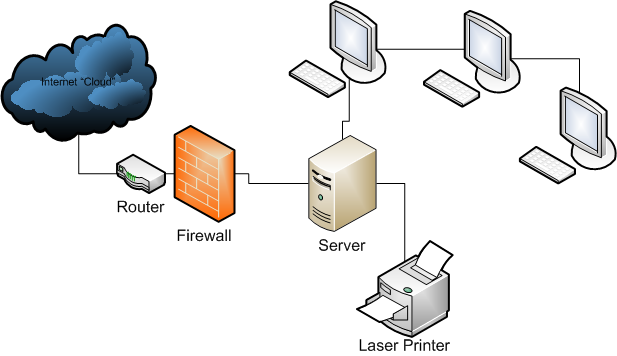 Internet "Cloud"
Router
Firewall
Server
Laser Printer